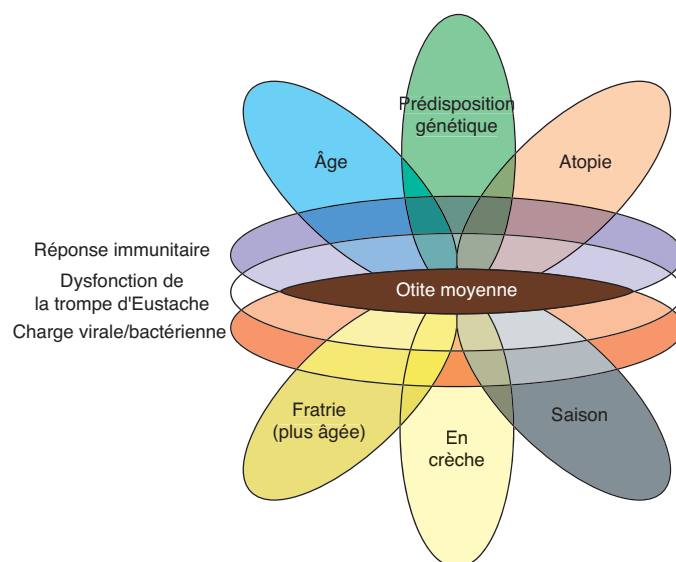 Prédisposition
génétique
Âge
Atopie
Réponse immunitaire
Dysfonction de
la trompe d'Eustache
Charge virale/bactérienne
Otite moyenne
Fratrie
(plus âgée)
En
crèche
Saison